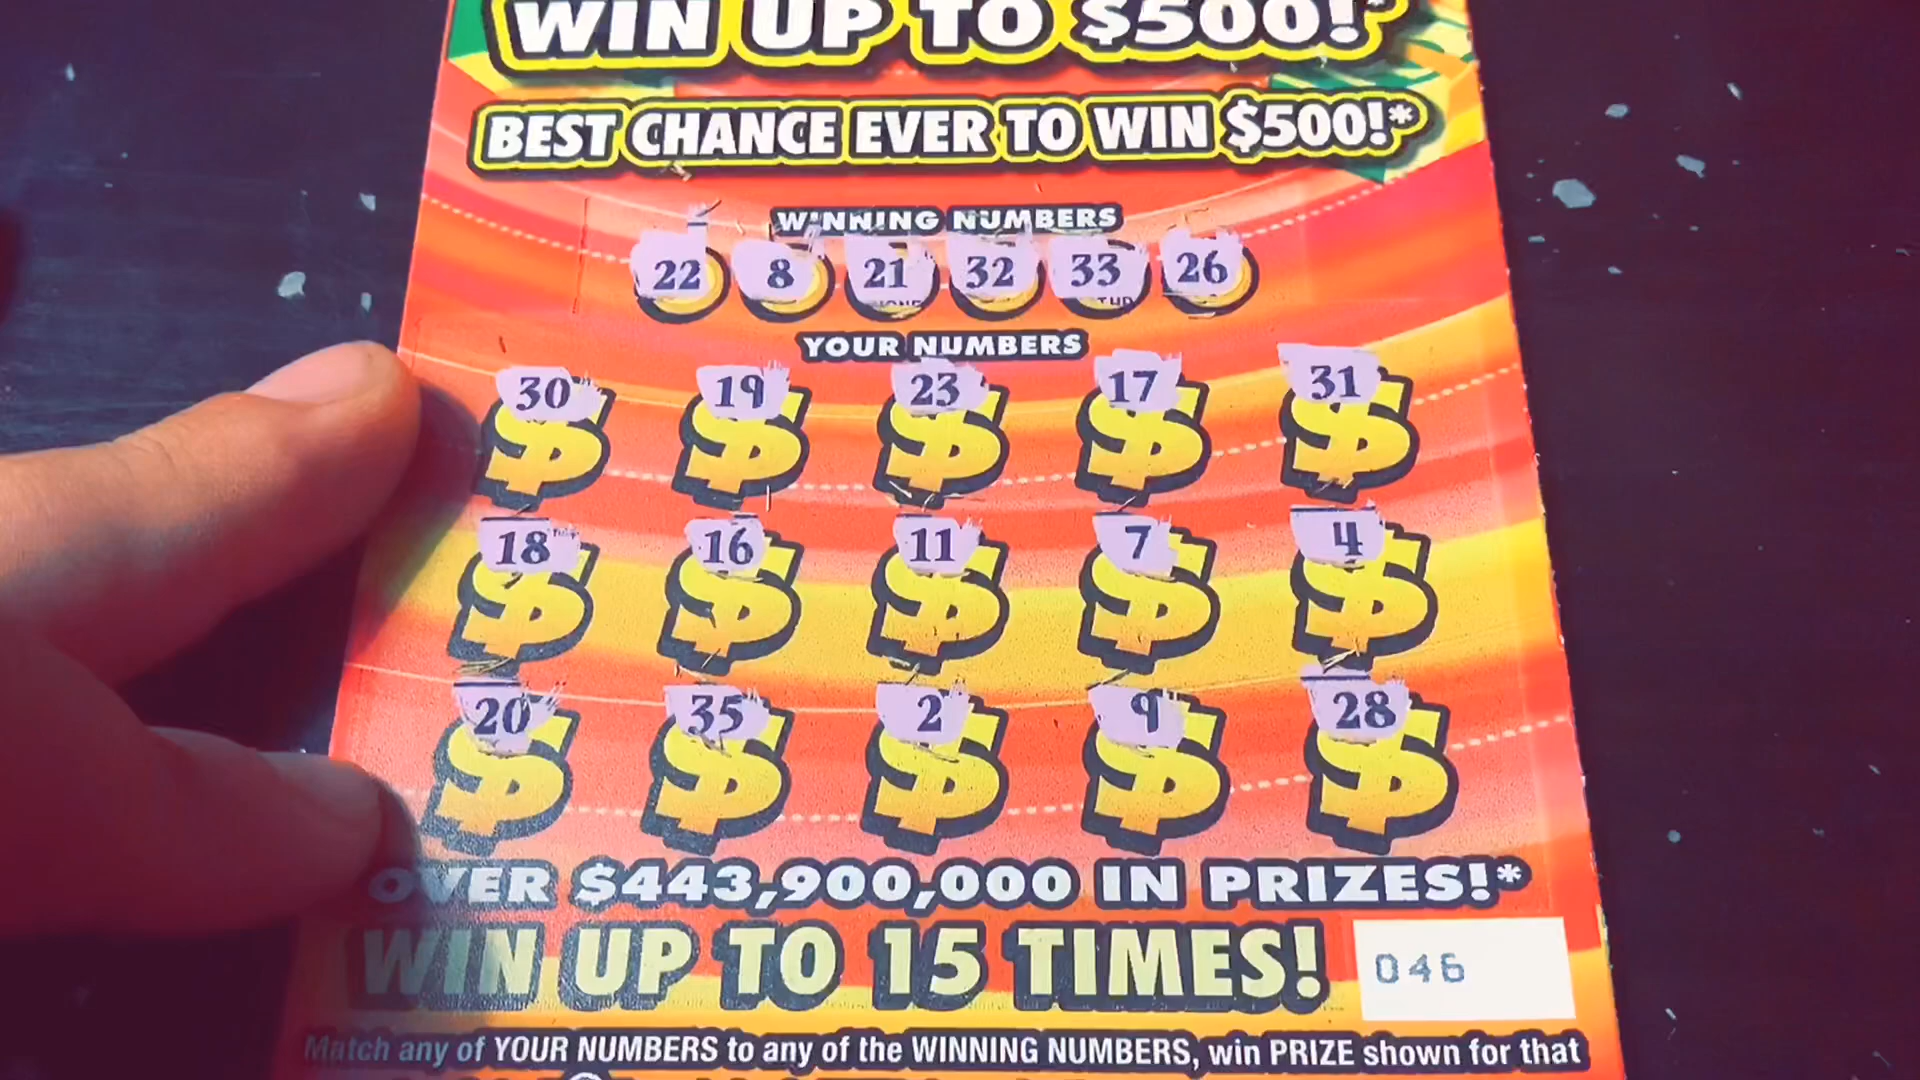 WIN UP TO $500!*
BEST CHANCE EVER TO WIN $500!*
WINNING NUMBERS
22 8 21 32 33 26
YOUR NUMBERS
30 19 23 17 31
18 16 11 7 4
20 35 2 9 28
OVER $443,900,000 IN PRIZES!*
WIN UP TO 15 TIMES!
046
Match any of YOUR NUMBERS to any of the WINNING NUMBERS, win PRIZE shown for that